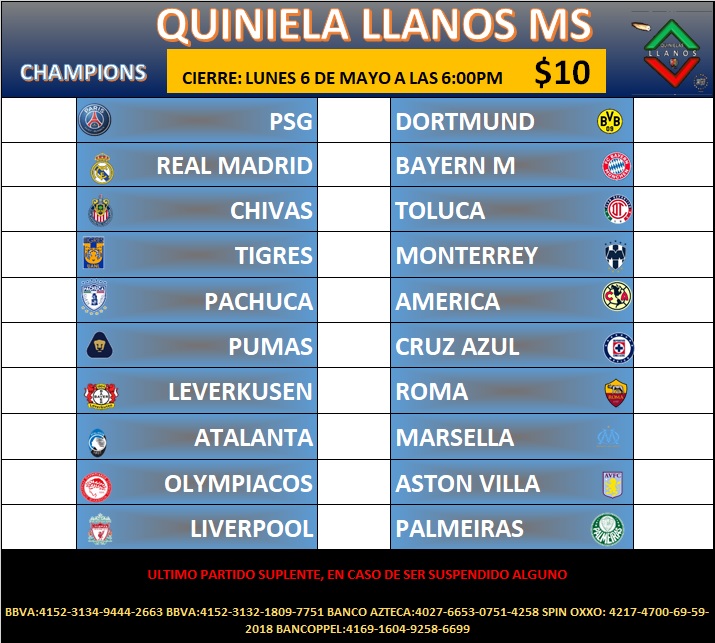 QUINIELA LLANOS MS
CHAMPIONS
CIERRE: LUNES 6 DE MAYO A LAS 6:00PM $10
QUINIELAS
LLANOS
MS
PSG DORTMUND
REAL MADRID BAYERN M
CHIVAS TOLUCA
TIGRES MONTERREY
PACHUCA AMERICA
PUMAS CRUZ AZUL
LEVERKUSEN ROMA
ATALANTA MARSELLA
OLYMPIACOS ASTON VILLA
LIVERPOOL PALMEIRAS
ULTIMO PARTIDO SUPLENTE, EN CASO DE SER SUSPENDIDO ALGUNO
BBVA:4152-3134-9444-2663 BBVA:4152-3132-1809-7751 BANCO AZTECA:4027-6653-0751-4258 SPIN OXXO: 4217-4700-69-59-
2018 BANCOPPEL:4169-1604-9258-6699